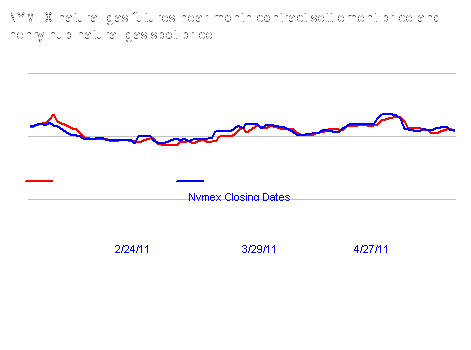 NYMEX natural gas futures near-month contract settlement price and
henry hub natural gas spot price
Nymex Closing Dates
2/24/11 3/29/11 4/27/11